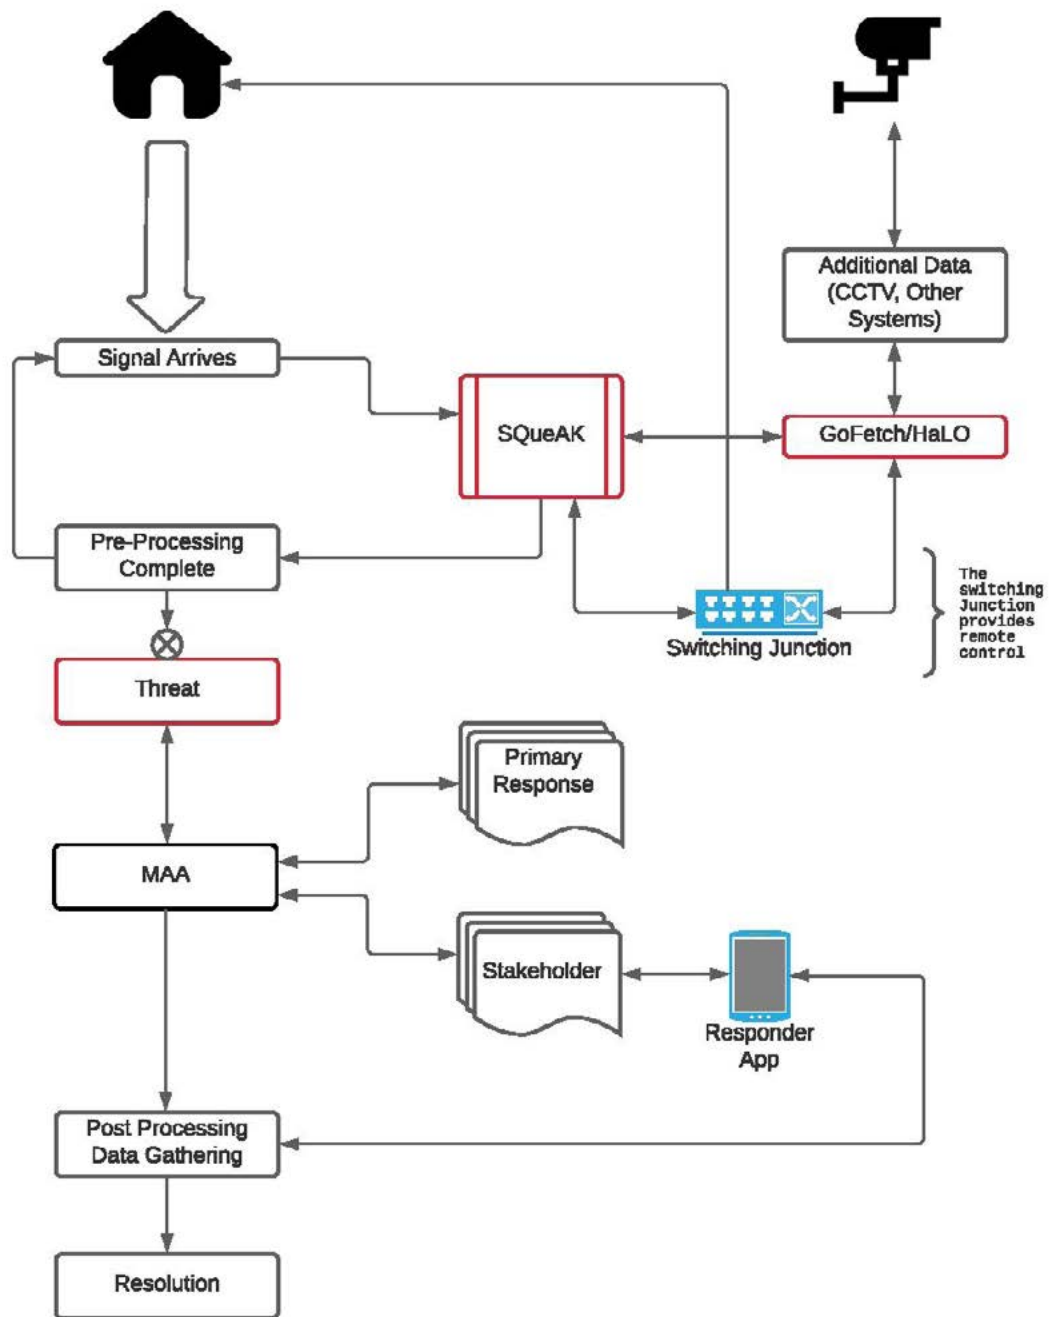 Additional Data
(CCTV, Other
Systems)
Signal Arrives
SQueAK
GoFetch/HaLO
Pre-Processing
Complete
The
switching
Junction
provides
remote
control
Switching Junction
Threat
Primary
Response
MAA
Stakeholder
Responder
App
Post Processing
Data Gathering
Resolution